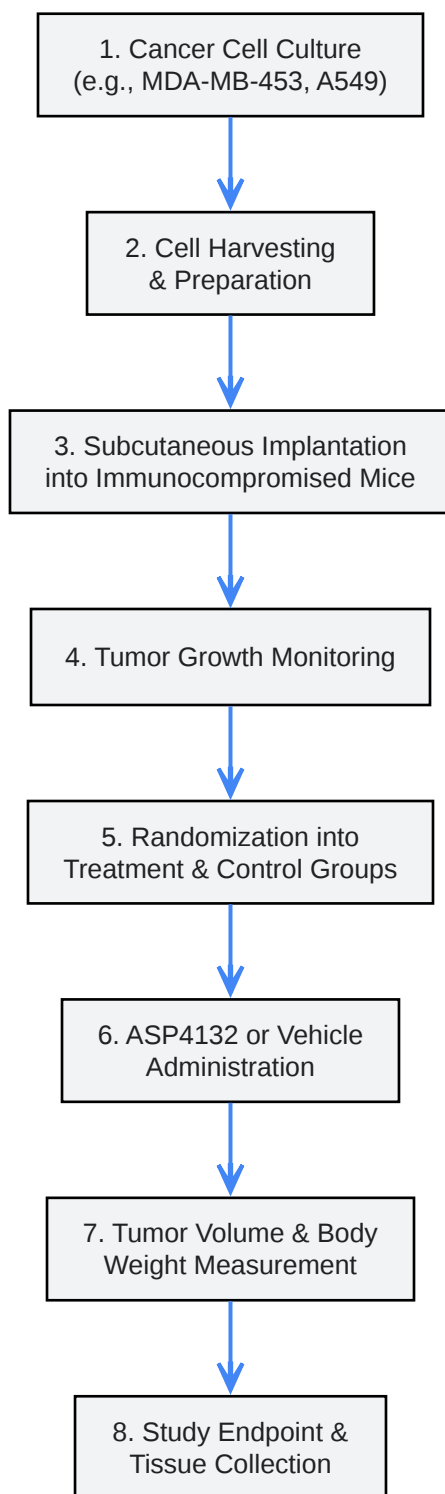 1. Cancer Cell Culture
(e.g., MDA-MB-453, A549)
2. Cell Harvesting
& Preparation
3. Subcutaneous Implantation
into Immunocompromised Mice
4. Tumor Growth Monitoring
5. Randomization into
Treatment & Control Groups
6. ASP4132 or Vehicle
Administration
7. Tumor Volume & Body
Weight Measurement
8. Study Endpoint &
Tissue Collection